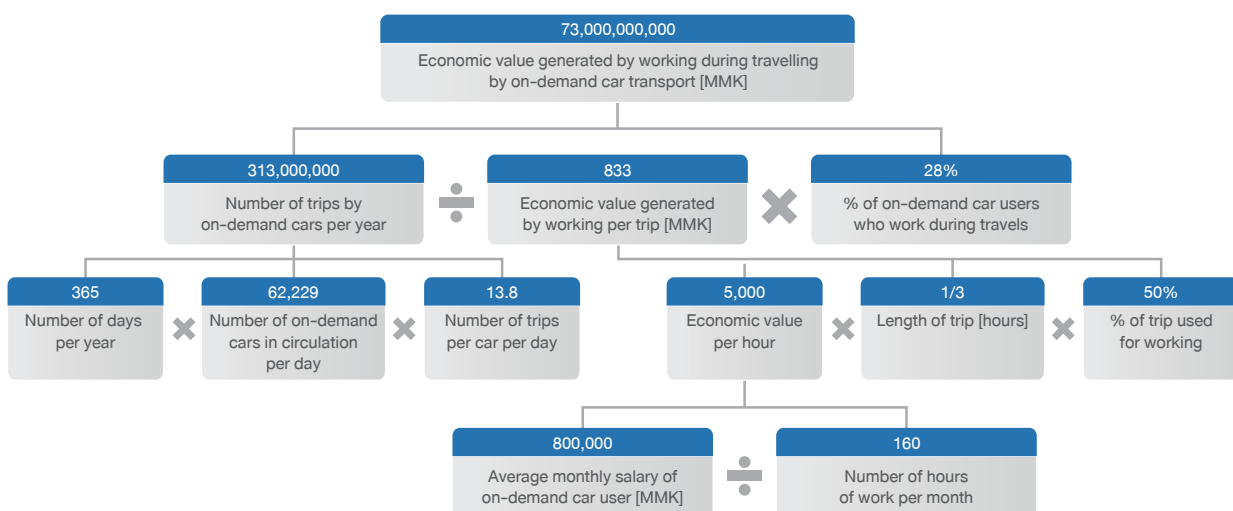 73,000,000,000
Economic value generated by working during travelling
by on-demand car transport [MMK]
313,000,000
Number of trips by
on-demand cars per year
÷
833
Economic value generated
by working per trip [MMK]
×
28%
% of on-demand car users
who work during travels
365
Number of days
per year
×
62,229
Number of on-demand
cars in circulation
per day
×
13.8
Number of trips
per car per day
5,000
Economic value
per hour
×
1/3
Length of trip [hours]
×
50%
% of trip used
for working
800,000
Average monthly salary of
on-demand car user [MMK]
÷
160
Number of hours
of work per month